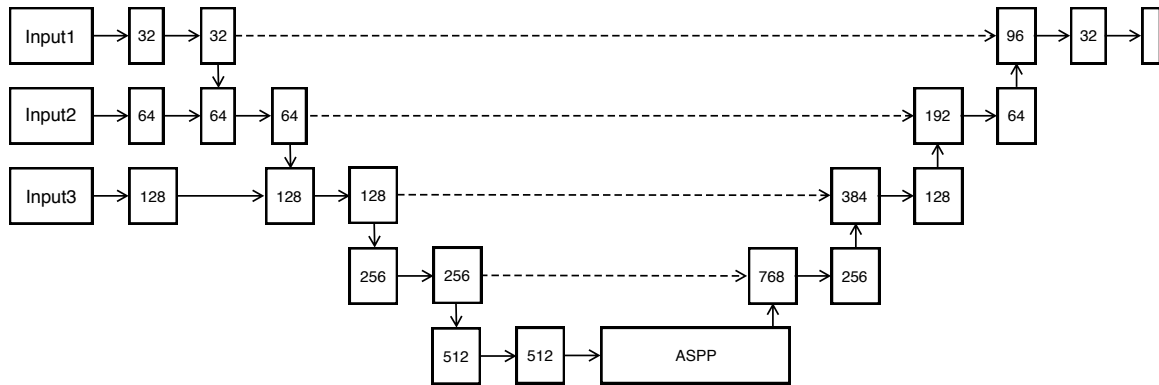 Input1 32 32 96 32
Input2 64 64 64 192 64
Input3 128 128 128 384 128
256 256 768 256
512 512 ASPP